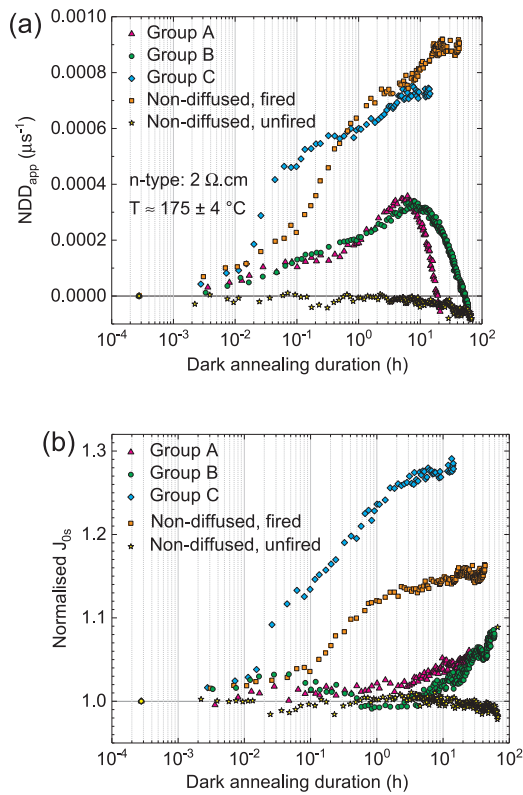 (a)
0.0010
0.0008
0.0006
0.0004
0.0002
0.0000
NDDapp (μs⁻¹)
Group A
Group B
Group C
Non-diffused, fired
Non-diffused, unfired
n-type: 2 Ω.cm
T ≈ 175 ± 4 °C
10⁻⁴ 10⁻³ 10⁻² 10⁻¹ 10⁰ 10¹ 10²
Dark annealing duration (h)
(b)
1.3
1.2
1.1
1.0
Normalised J₀ₛ
Group A
Group B
Group C
Non-diffused, fired
Non-diffused, unfired
10⁻⁴ 10⁻³ 10⁻² 10⁻¹ 10⁰ 10¹ 10²
Dark annealing duration (h)